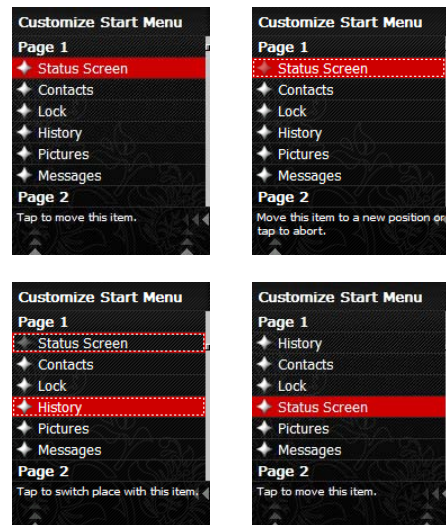 Customize Start Menu
Page 1
Status Screen
Contacts
Lock
History
Pictures
Messages
Page 2
Tap to move this item.
Customize Start Menu
Page 1
Status Screen
Contacts
Lock
History
Pictures
Messages
Page 2
Move this item to a new position or
tap to abort.
Customize Start Menu
Page 1
Status Screen
Contacts
Lock
History
Pictures
Messages
Page 2
Tap to switch place with this item.
Customize Start Menu
Page 1
History
Contacts
Lock
Status Screen
Pictures
Messages
Page 2
Tap to move this item.